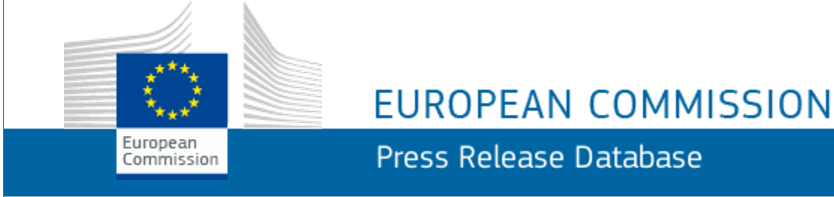 EUROPEAN COMMISSION
European
Commission
Press Release Database